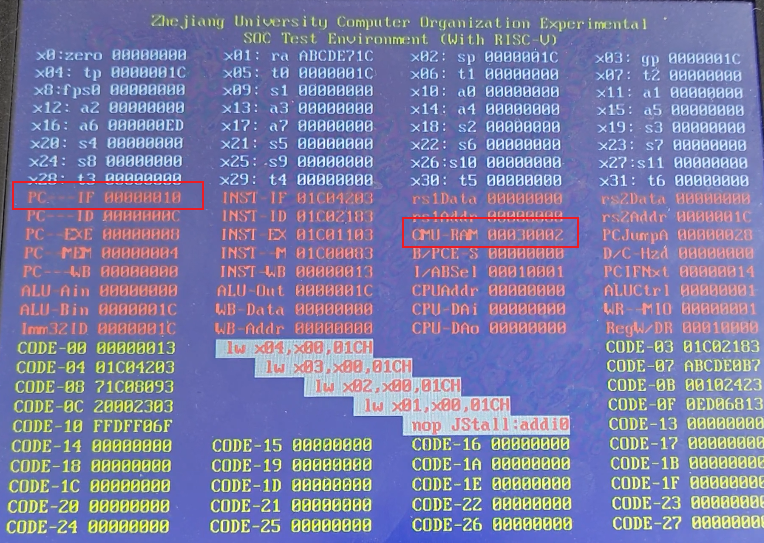 Zhejiang University Computer Organization Experimental
SOC Test Environment (With RISC-V)
x0:zero 00000000 x01: ra ABCDE71C x02: sp 0000001C x03: gp 0000001C
x04: tp 0000001C x05: t0 00000000 x06: t1 00000000 x07: t2 00000000
x8:fps0 00000000 x09: s1 00000000 x10: a0 00000000 x11: a1 00000000
x12: a2 00000000 x13: a3 00000000 x14: a4 00000000 x15: a5 00000000
x16: a6 000000ED x17: a7 00000000 x18: s2 00000000 x19: s3 00000000
x20: s4 00000000 x21: s5 00000000 x22: s6 00000000 x23: s7 00000000
x24: s8 00000000 x25: s9 00000000 x26:s10 00000000 x27:s11 00000000
x28: t3 00000000 x29: t4 00000000 x30: t5 00000000 x31: t6 00000000
PC---IF 00000010 INST-IF 01C04203 rs1Data 00000000 rs2Data 00000000
PC---ID 0000000C INST-ID 01C02183 rs1Addr 00000000 rs2Addr 0000001C
PC--EXE 00000008 INST-EX 01C01103 CMU-RAM 00030002 PCJumpA 00000028
PC--MEM 00000004 INST-M 01C00083 B/PCE-S 00000000 D/C-Hzd 00000000
PC---WB 00000000 INST-WB 00000013 I/ABSel 00010001 PCIFNxt 00000014
ALU-Ain 00000000 ALU-Out 0000001C CPUAddr 00000000 ALUCtrl 00000001
ALU-Bin 0000001C WB-Data 00000000 CPU-DAi 00000000 WR--MIO 00000001
Imm32ID 0000001C WB-Addr 00000000 CPU-DAo 00000000 RegW/DR 00010000
CODE-00 00000013 lw x04,x00,01CH CODE-03 01C02183
CODE-04 01C04203 lw x03,x00,01CH CODE-07 ABCDE0B7
CODE-08 71C08093 lw x02,x00,01CH CODE-0B 00102423
CODE-0C 20002303 lw x01,x00,01CH CODE-0F 0ED06813
CODE-10 FFDFF06F nop JStall:addi0 CODE-13 00000000
CODE-14 00000000 CODE-15 00000000 CODE-16 00000000 CODE-17 00000000
CODE-18 00000000 CODE-19 00000000 CODE-1A 00000000 CODE-1B 00000000
CODE-1C 00000000 CODE-1D 00000000 CODE-1E 00000000 CODE-1F 00000000
CODE-20 00000000 CODE-21 00000000 CODE-22 00000000 CODE-23 00000000
CODE-24 00000000 CODE-25 00000000 CODE-26 00000000 CODE-27 00000000